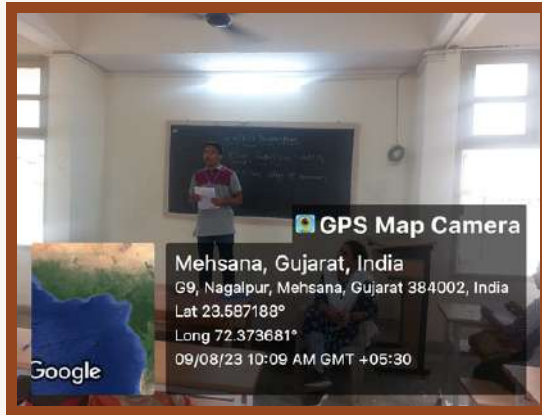 GPS Map Camera
Mehsana, Gujarat, India
G9, Nagalpur, Mehsana, Gujarat 384002, India
Lat 23.587188°
Long 72.373681°
09/08/23 10:09 AM GMT +05:30
Google